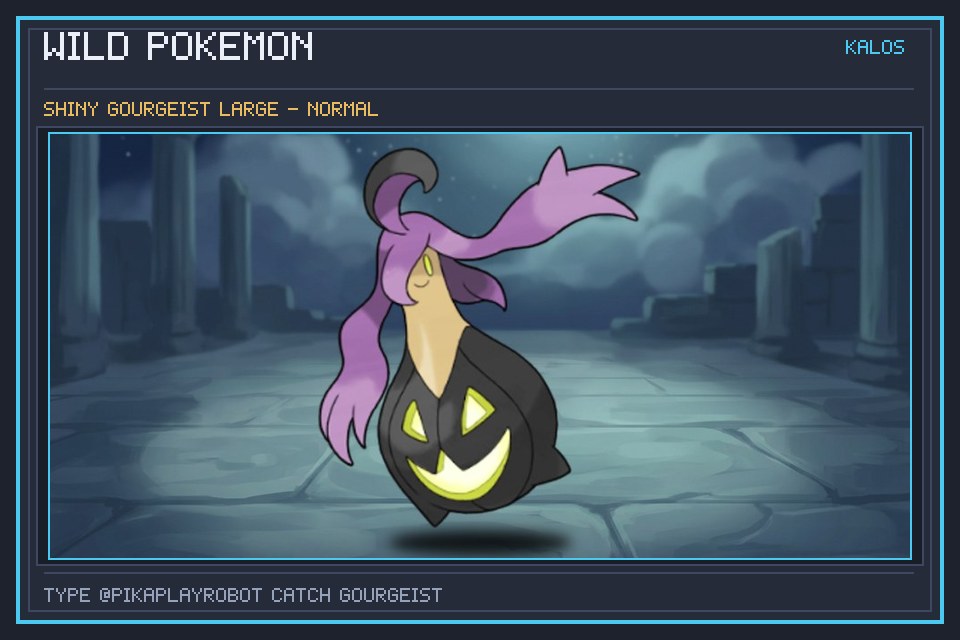 WILD POKEMON
KALOS
SHINY GOURGEIST LARGE - NORMAL
TYPE @PIKAPLAYROBOT CATCH GOURGEIST